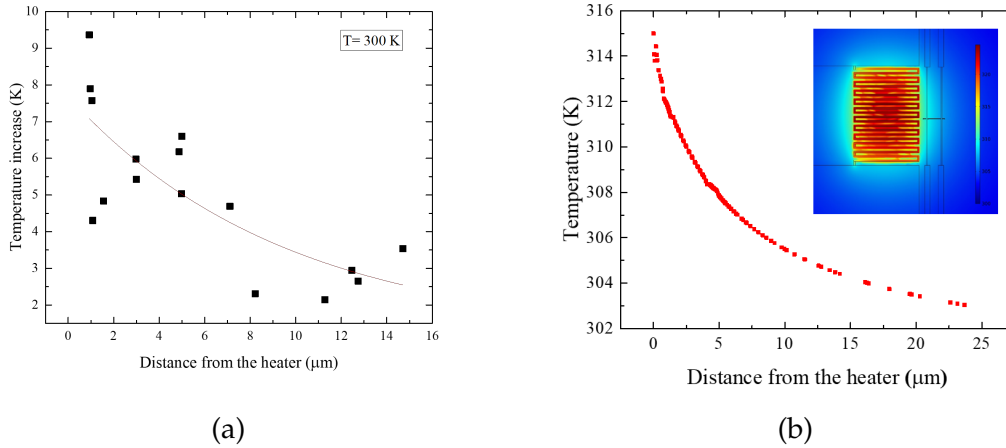 10
9
8
7
6
5
4
3
2
0 2 4 6 8 10 12 14 16
Temperature increase (K)
Distance from the heater (μm)
T= 300 K
(a)
316
314
312
310
308
306
304
302
0 5 10 15 20 25
Temperature (K)
Distance from the heater (μm)
(b)